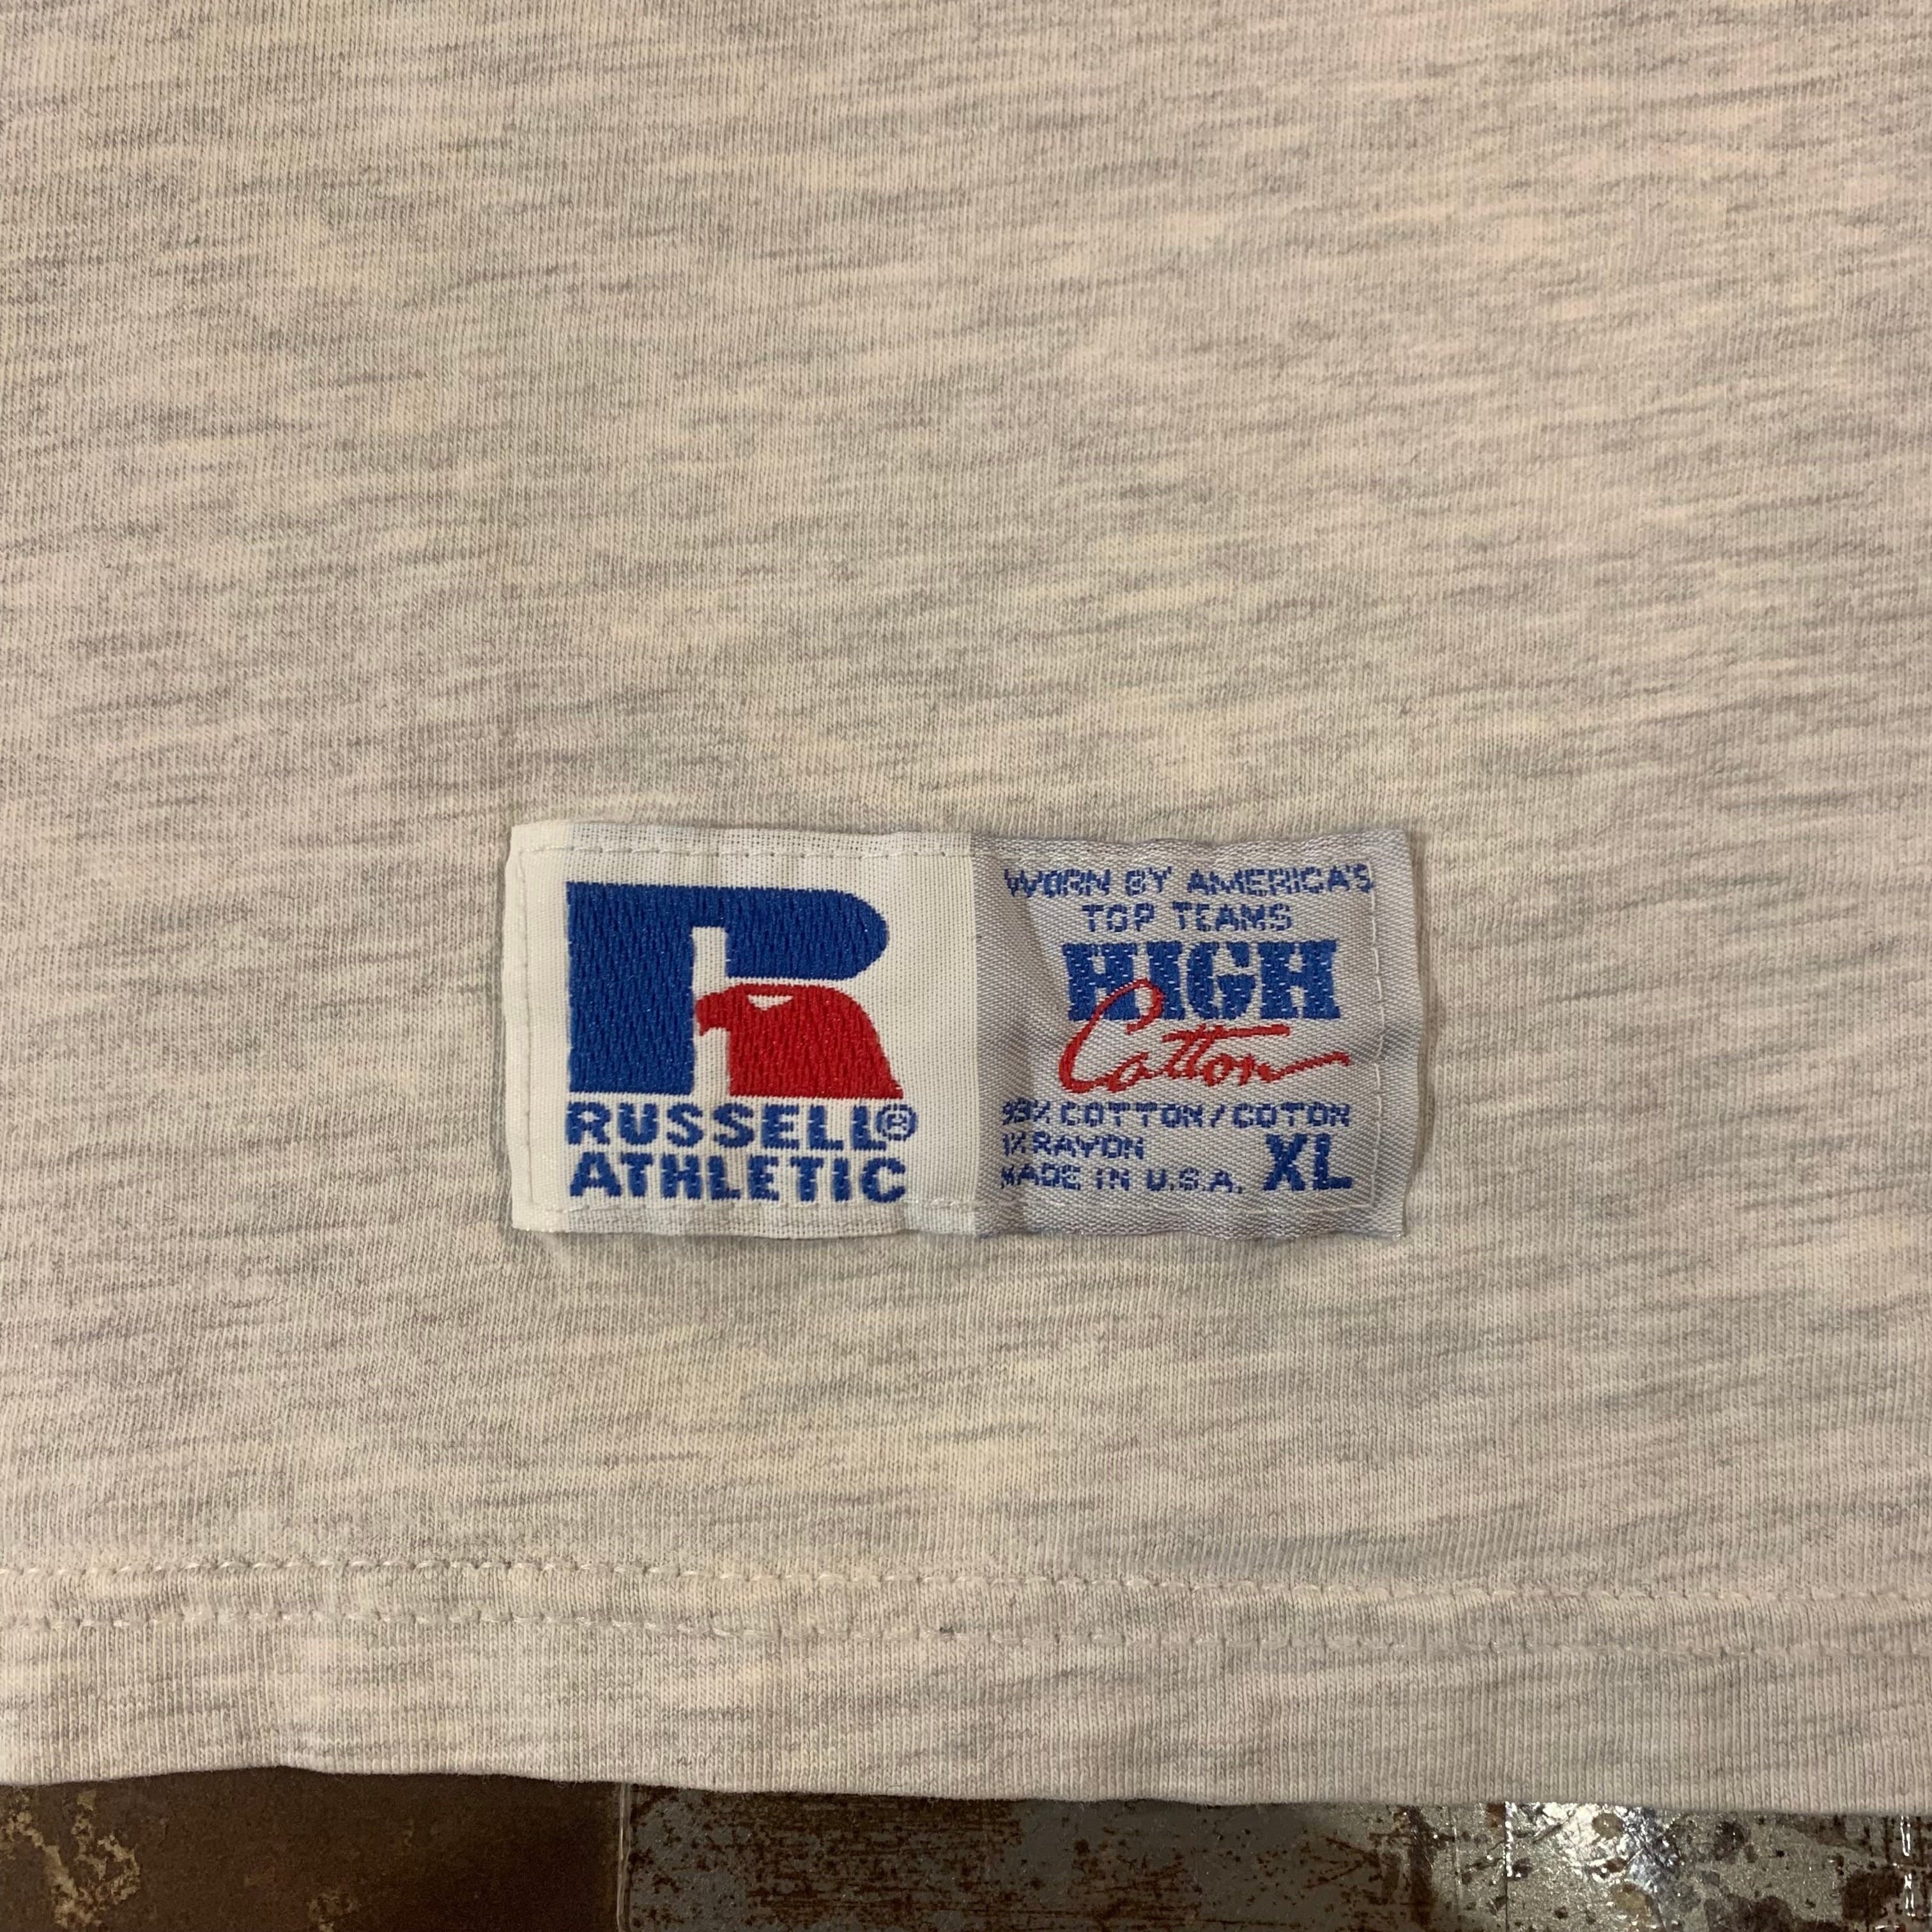 RUSSELL®
ATHLETIC
WORN BY AMERICA'S
TOP TEAMS
HIGH
Cotton
99% COTTON/COTON
1% RAYON
MADE IN U.S.A. XL